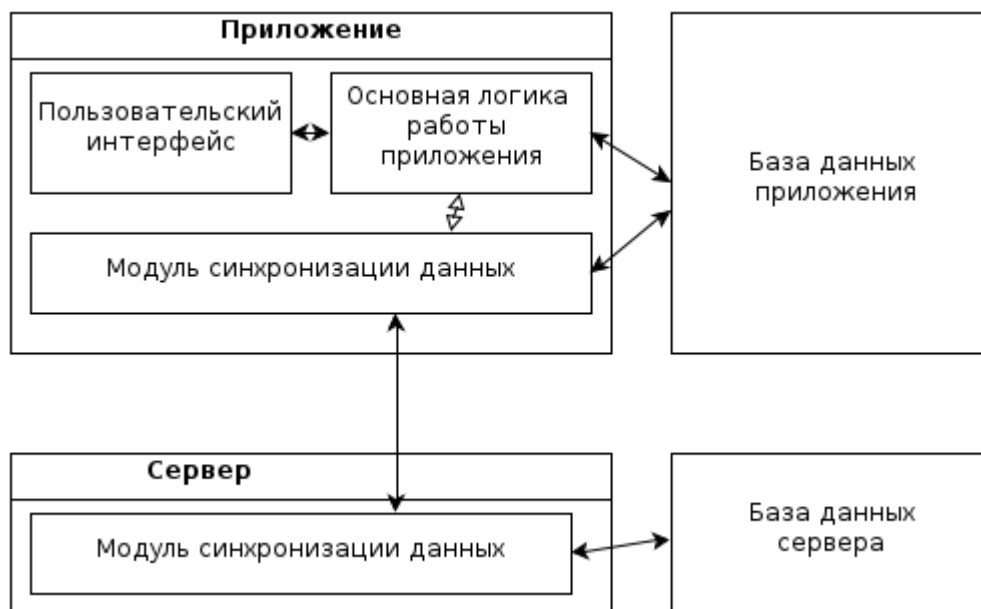 Приложение
Пользовательский
интерфейс
Основная логика
работы
приложения
База данных
приложения
Модуль синхронизации данных
Сервер
Модуль синхронизации данных
База данных
сервера